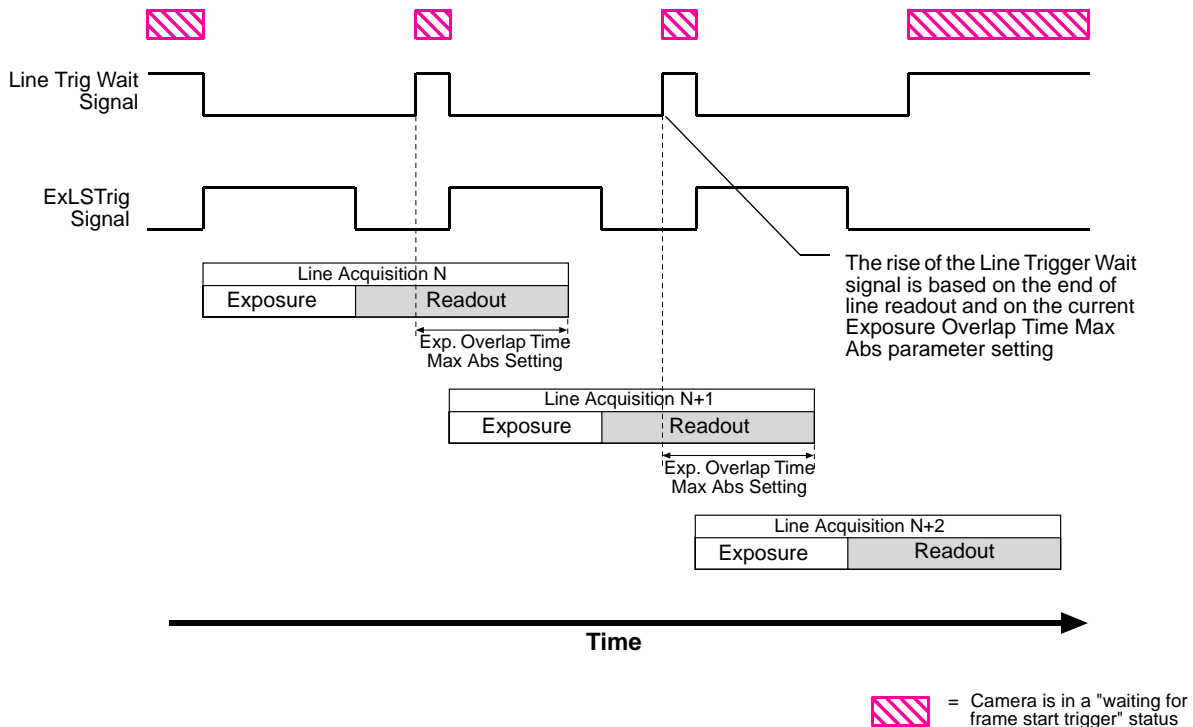 Line Trig Wait
Signal
ExLSTrig
Signal
Line Acquisition N
Exposure
Readout
Exp. Overlap Time
Max Abs Setting
The rise of the Line Trigger Wait
signal is based on the end of
line readout and on the current
Exposure Overlap Time Max
Abs parameter setting
Line Acquisition N+1
Exposure
Readout
Exp. Overlap Time
Max Abs Setting
Line Acquisition N+2
Exposure
Readout
Time
= Camera is in a "waiting for
frame start trigger" status